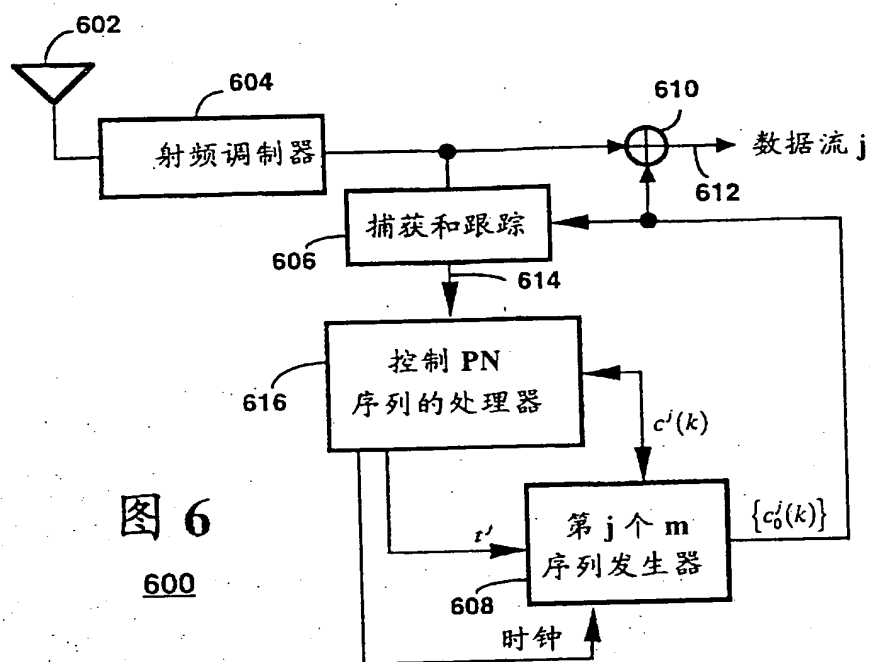 602
604
射频调制器
610
数据流 j
612
捕获和跟踪
606
614
控制 PN
序列的处理器
616
c^j(k)
图 6
600
t^j
第 j 个 m
序列发生器
{c_0^j(k)}
608
时钟